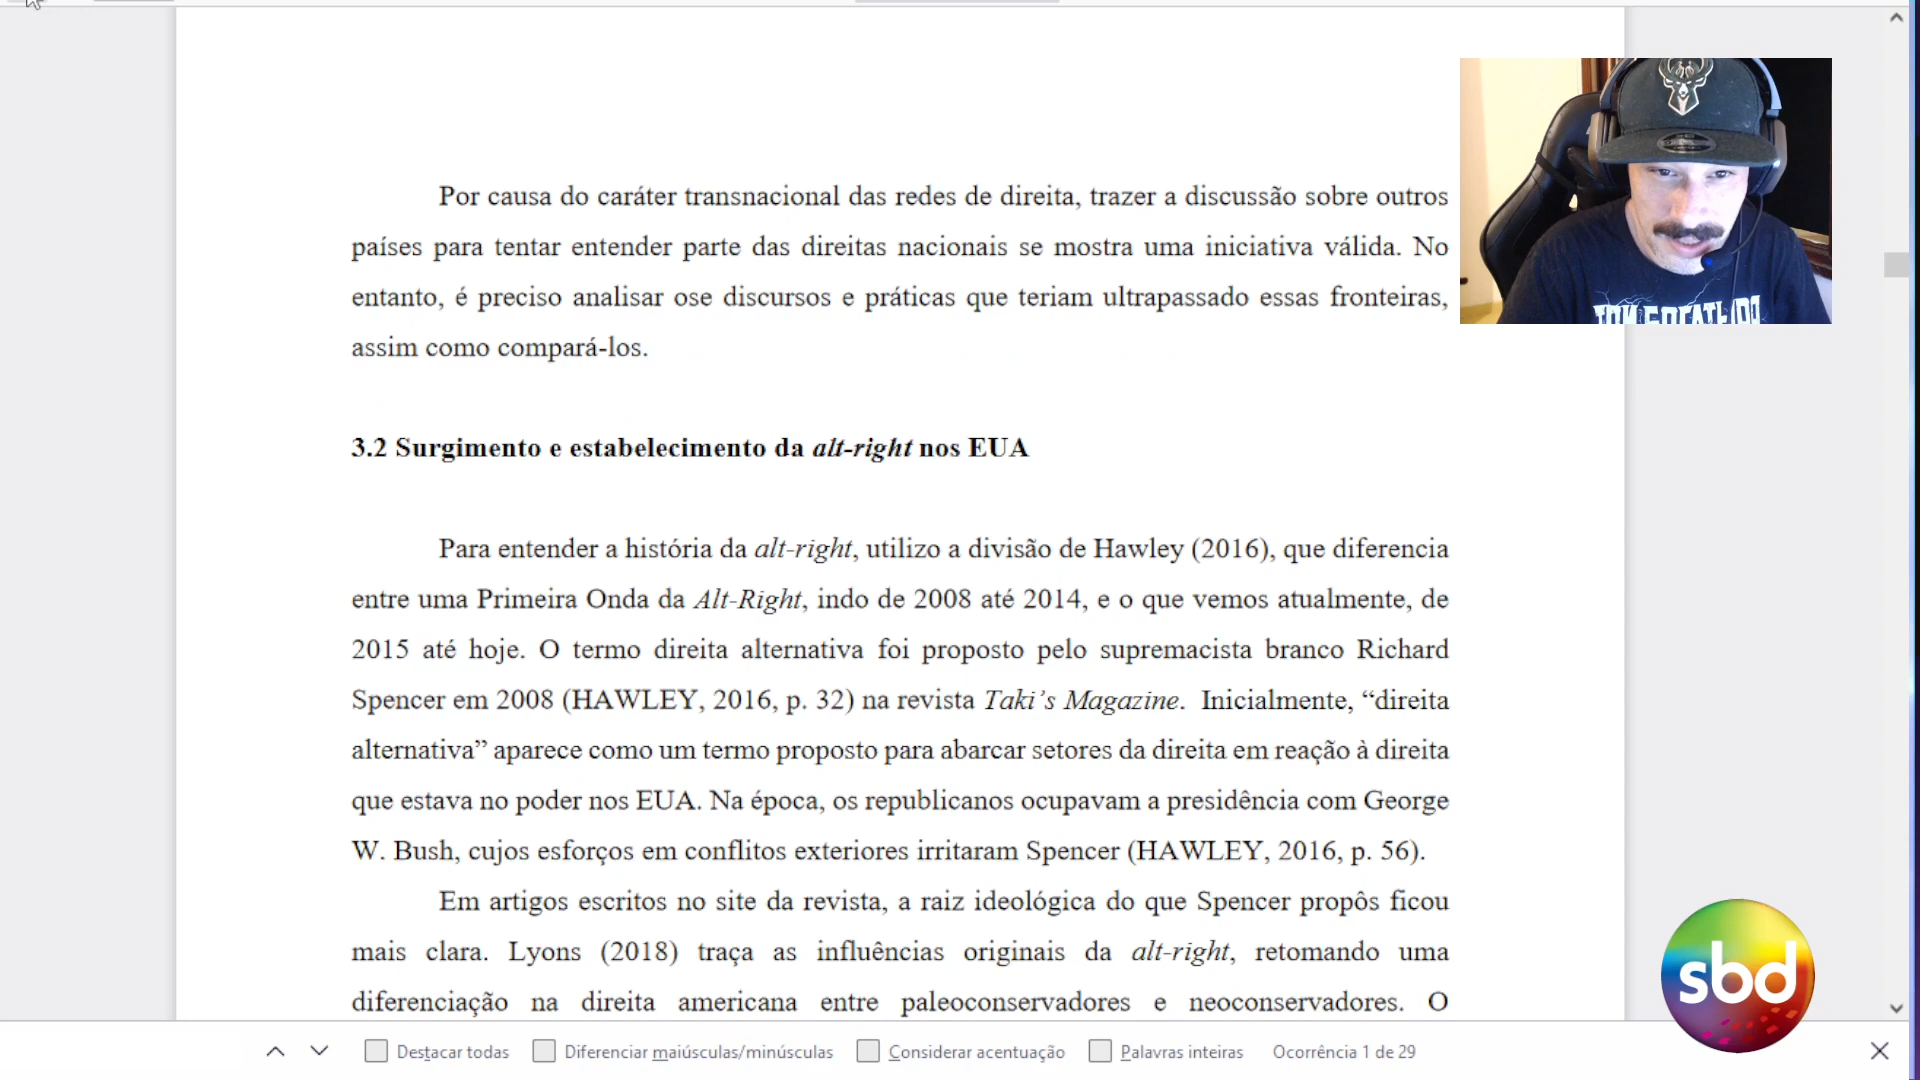 Por causa do caráter transnacional das redes de direita, trazer a discussão sobre outros
países para tentar entender parte das direitas nacionais se mostra uma iniciativa válida. No
entanto, é preciso analisar ose discursos e práticas que teriam ultrapassado essas fronteiras,
assim como compará-los.
3.2 Surgimento e estabelecimento da alt-right nos EUA
Para entender a história da alt-right, utilizo a divisão de Hawley (2016), que diferencia
entre uma Primeira Onda da Alt-Right, indo de 2008 até 2014, e o que vemos atualmente, de
2015 até hoje. O termo direita alternativa foi proposto pelo supremacista branco Richard
Spencer em 2008 (HAWLEY, 2016, p. 32) na revista Taki’s Magazine.  Inicialmente, “direita
alternativa” aparece como um termo proposto para abarcar setores da direita em reação à direita
que estava no poder nos EUA. Na época, os republicanos ocupavam a presidência com George
W. Bush, cujos esforços em conflitos exteriores irritaram Spencer (HAWLEY, 2016, p. 56).
Em artigos escritos no site da revista, a raiz ideológica do que Spencer propôs ficou
mais clara. Lyons (2018) traça as influências originais da alt-right, retomando uma
diferenciação na direita americana entre paleoconservadores e neoconservadores. O
sbd
Destacar todas
Diferenciar maiúsculas/minúsculas
Considerar acentuação
Palavras inteiras
Ocorrência 1 de 29